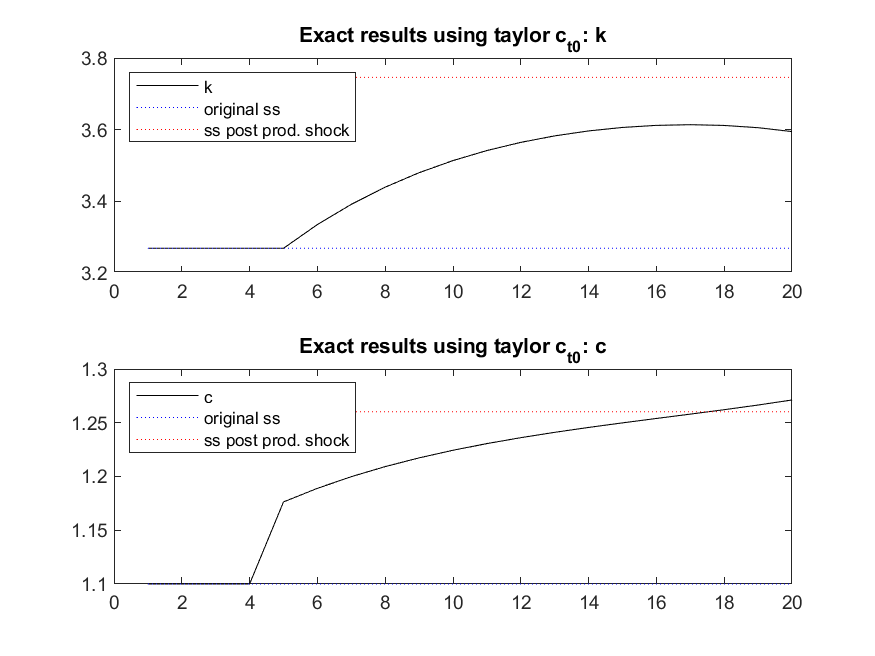 Exact results using taylor c_t0: k
3.8
3.6
3.4
3.2
k
original ss
ss post prod. shock
0 2 4 6 8 10 12 14 16 18 20
Exact results using taylor c_t0: c
1.3
1.25
1.2
1.15
1.1
c
original ss
ss post prod. shock
0 2 4 6 8 10 12 14 16 18 20